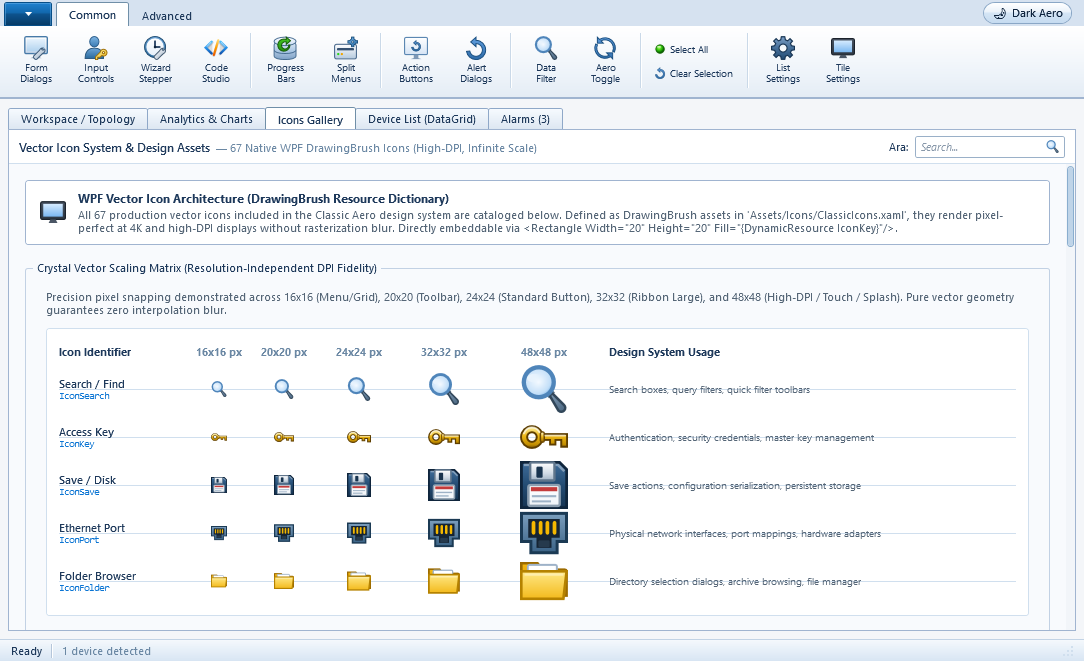 Common
Advanced
Dark Aero
Form
Dialogs
Input
Controls
Wizard
Stepper
Code
Studio
Progress
Bars
Split
Menus
Action
Buttons
Alert
Dialogs
Data
Filter
Aero
Toggle
Select All
Clear Selection
List
Settings
Tile
Settings
Workspace / Topology
Analytics & Charts
Icons Gallery
Device List (DataGrid)
Alarms (3)
Vector Icon System & Design Assets — 67 Native WPF DrawingBrush Icons (High-DPI, Infinite Scale)
Ara: Search...
WPF Vector Icon Architecture (DrawingBrush Resource Dictionary)
All 67 production vector icons included in the Classic Aero design system are cataloged below. Defined as DrawingBrush assets in 'Assets/Icons/ClassicIcons.xaml', they render pixel-
perfect at 4K and high-DPI displays without rasterization blur. Directly embeddable via <Rectangle Width="20" Height="20" Fill="{DynamicResource IconKey}"/>.
Crystal Vector Scaling Matrix (Resolution-Independent DPI Fidelity)
Precision pixel snapping demonstrated across 16x16 (Menu/Grid), 20x20 (Toolbar), 24x24 (Standard Button), 32x32 (Ribbon Large), and 48x48 (High-DPI / Touch / Splash). Pure vector geometry
guarantees zero interpolation blur.
Icon Identifier 16x16 px 20x20 px 24x24 px 32x32 px 48x48 px Design System Usage
Search / Find
IconSearch
Search boxes, query filters, quick filter toolbars
Access Key
IconKey
Authentication, security credentials, master key management
Save / Disk
IconSave
Save actions, configuration serialization, persistent storage
Ethernet Port
IconPort
Physical network interfaces, port mappings, hardware adapters
Folder Browser
IconFolder
Directory selection dialogs, archive browsing, file manager
Ready
1 device detected